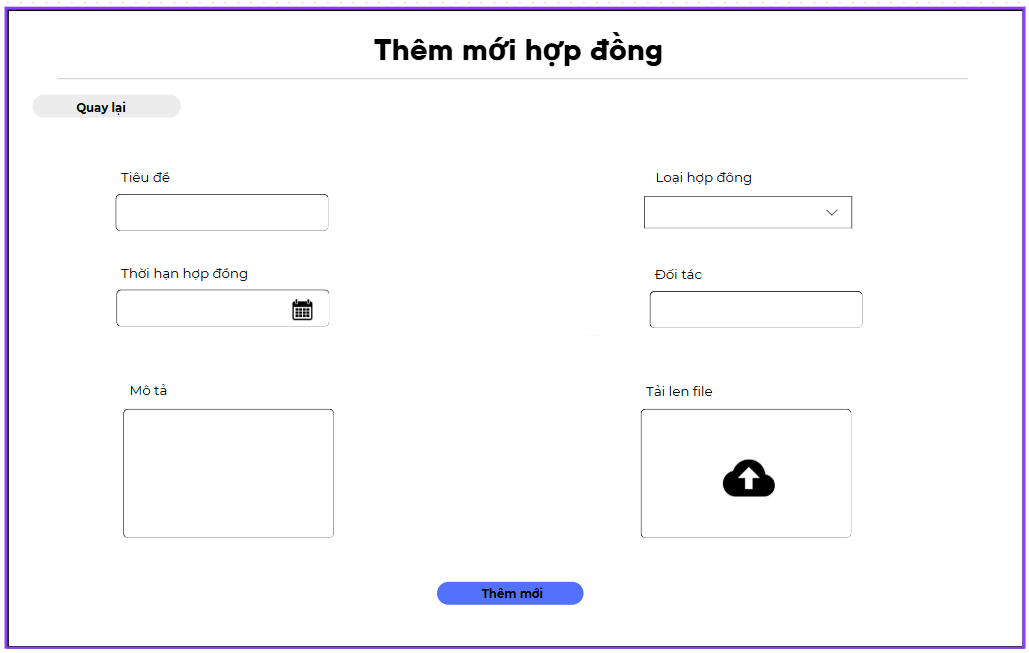 Thêm mới hợp đồng
Quay lại
Tiêu đề
Loại hợp đông
Thời hạn hợp đồng
Đối tác
Mô tả
Tải len file
Thêm mới